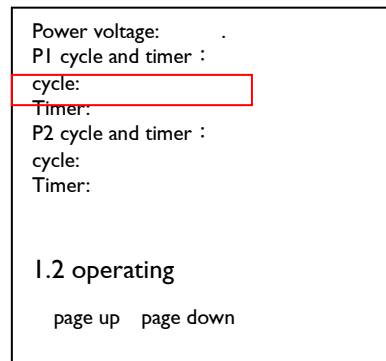 Power voltage: .
P1 cycle and timer：
cycle:
Timer:
P2 cycle and timer：
cycle:
Timer:
1.2 operating
page up page down